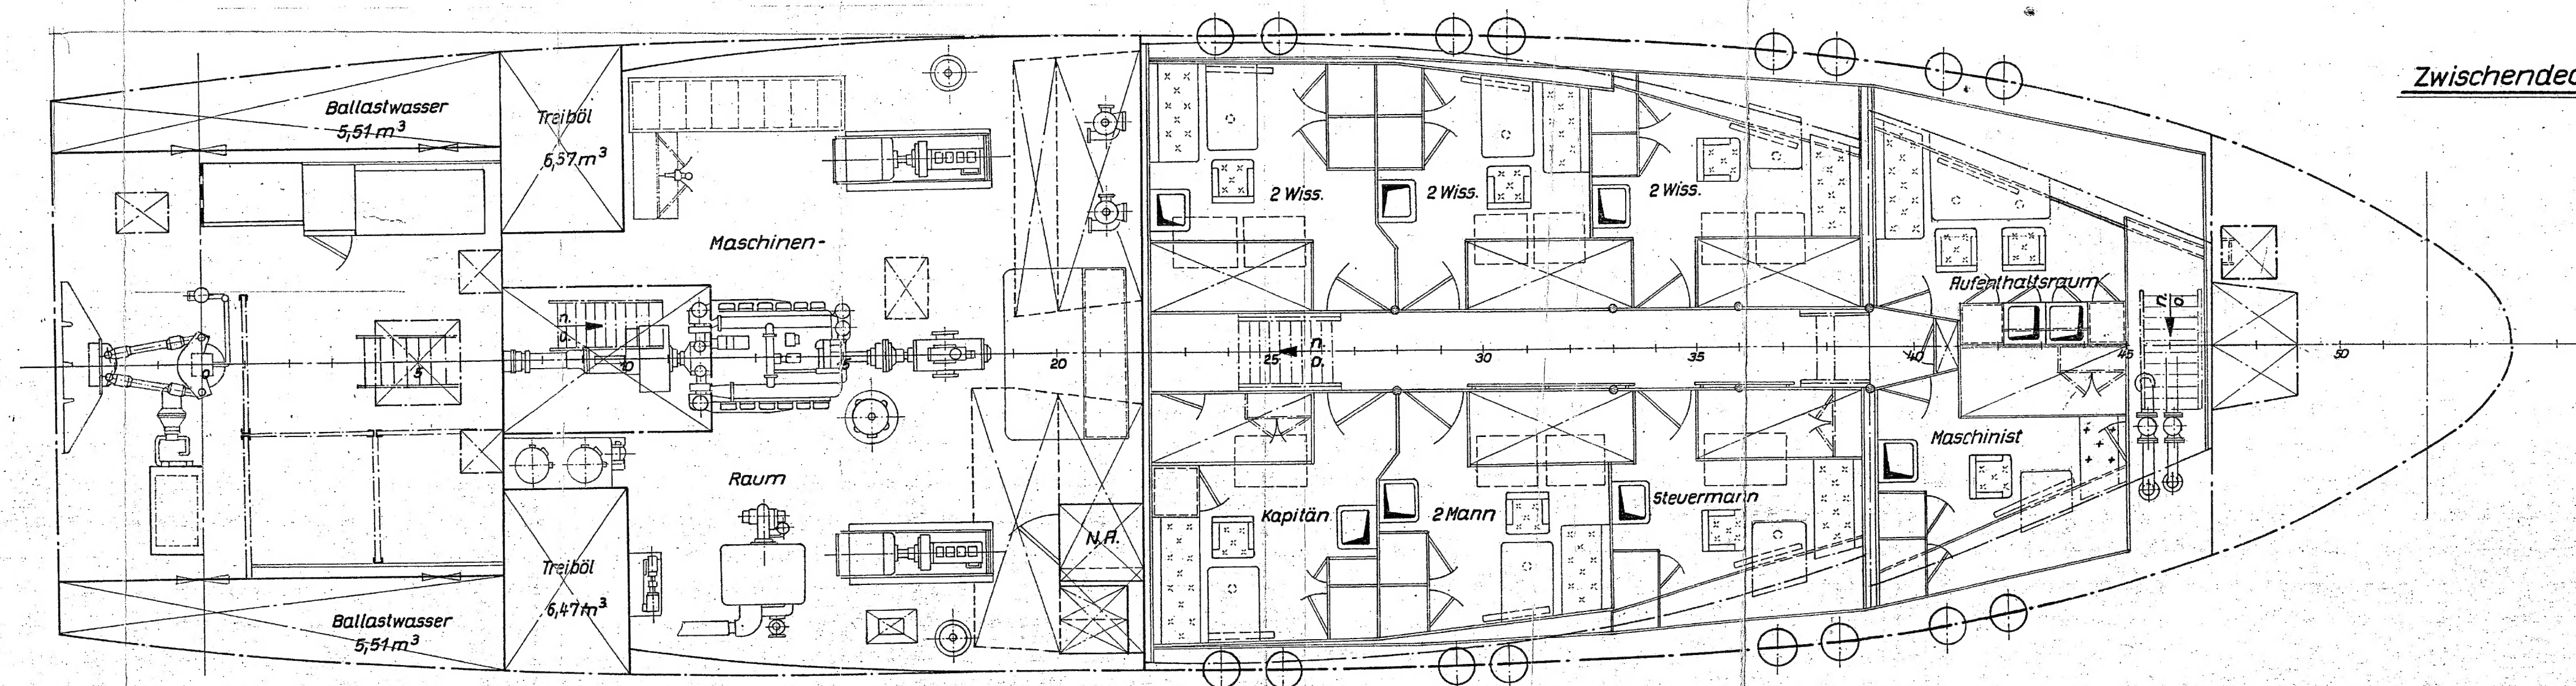 Zwischendec
Ballastwasser
5,51 m³
Treiböl
6,57 m³
Maschinen-
2 Wiss.
2 Wiss.
2 Wiss.
Aufenthaltsraum
n.
o.
n.
o.
n.
o.
0
5
10
15
20
25
30
35
40
45
50
Raum
Kapitän
2 Mann
Steuermann
Maschinist
N.A.
Treiböl
6,47 m³
Ballastwasser
5,51 m³